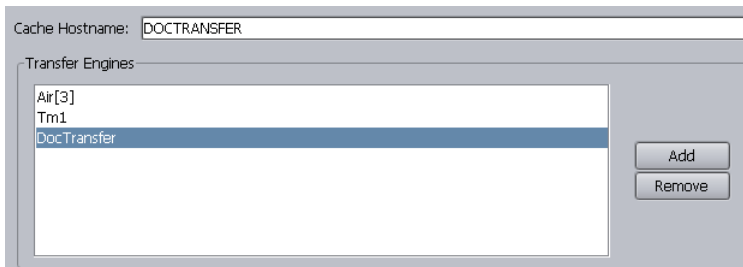 Cache Hostname: DOCTRANSFER
Transfer Engines
Air[3]
Tm1
DocTransfer
Add
Remove